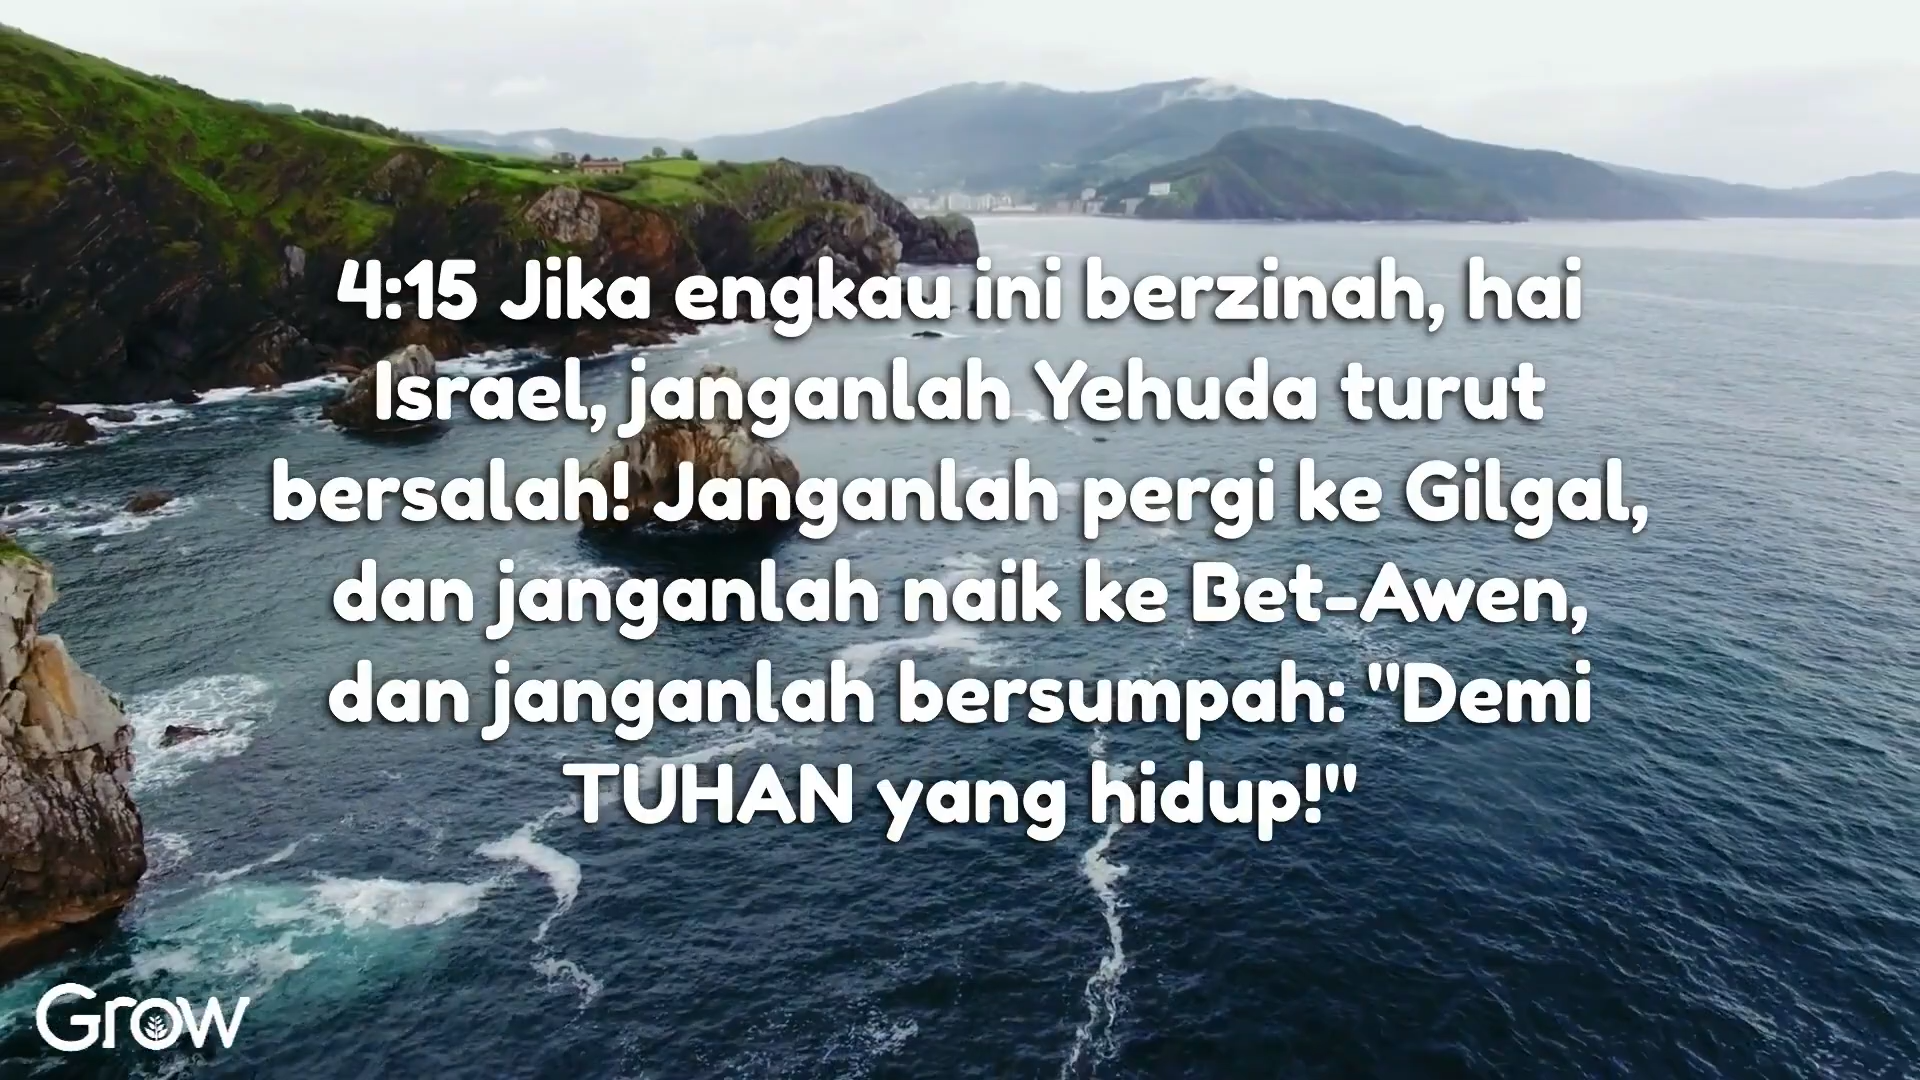 4:15 Jika engkau ini berzinah, hai
Israel, janganlah Yehuda turut
bersalah! Janganlah pergi ke Gilgal,
dan janganlah naik ke Bet-Awen,
dan janganlah bersumpah: "Demi
TUHAN yang hidup!"
Grow